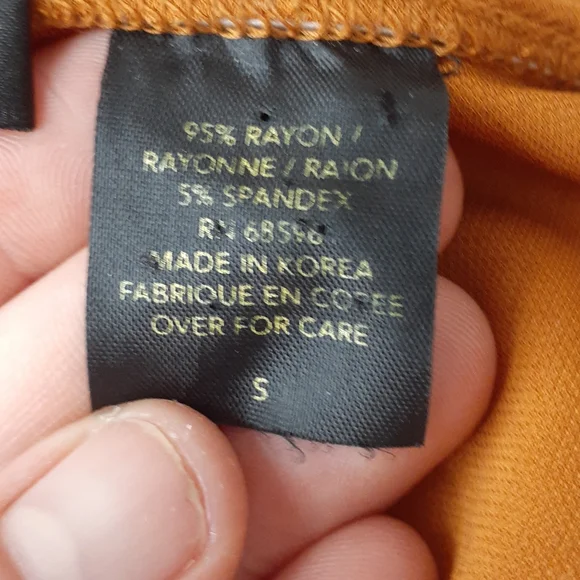 95% RAYON /
RAYONNE / RAION
5% SPANDEX
RN 68596
MADE IN KOREA
FABRIQUE EN COREE
OVER FOR CARE
S